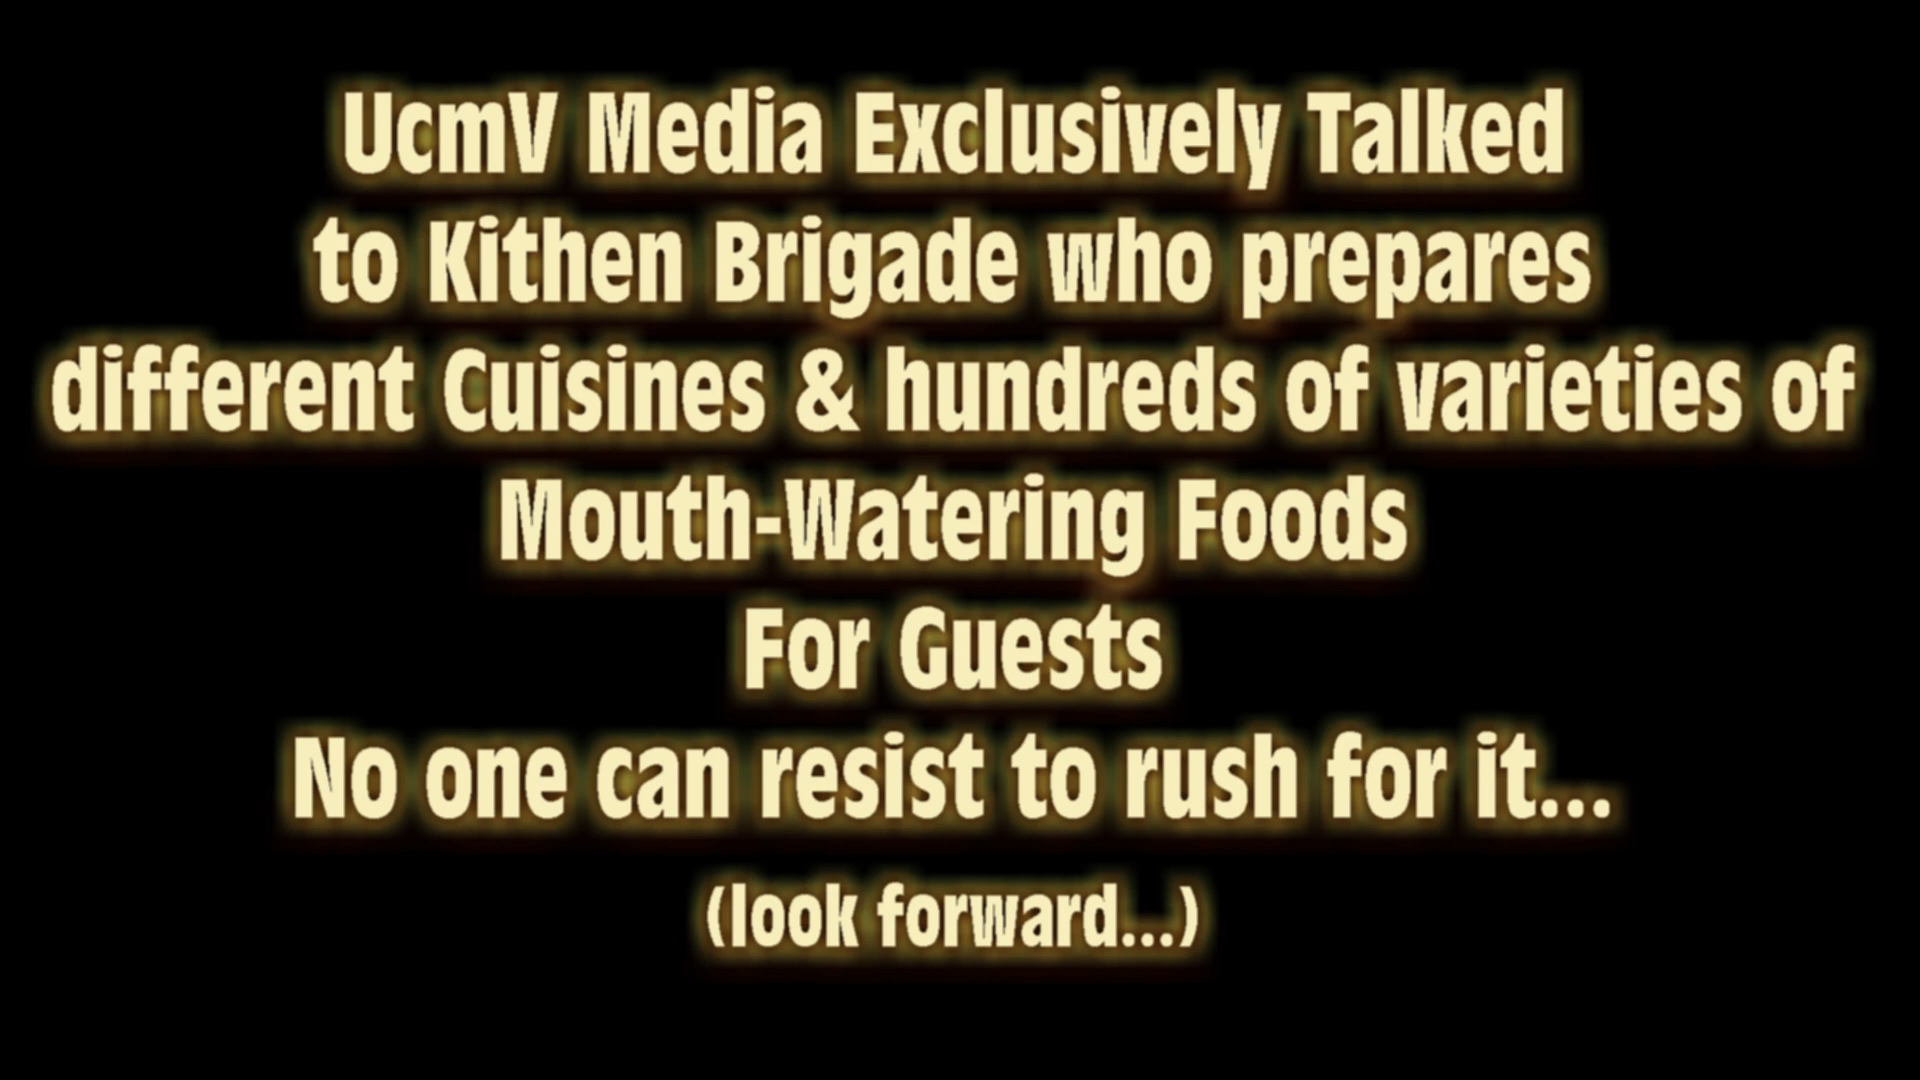 UcmV Media Exclusively Talked
to Kithen Brigade who prepares
different Cuisines & hundreds of varieties of
Mouth-Watering Foods
For Guests
No one can resist to rush for it...
(look forward...)